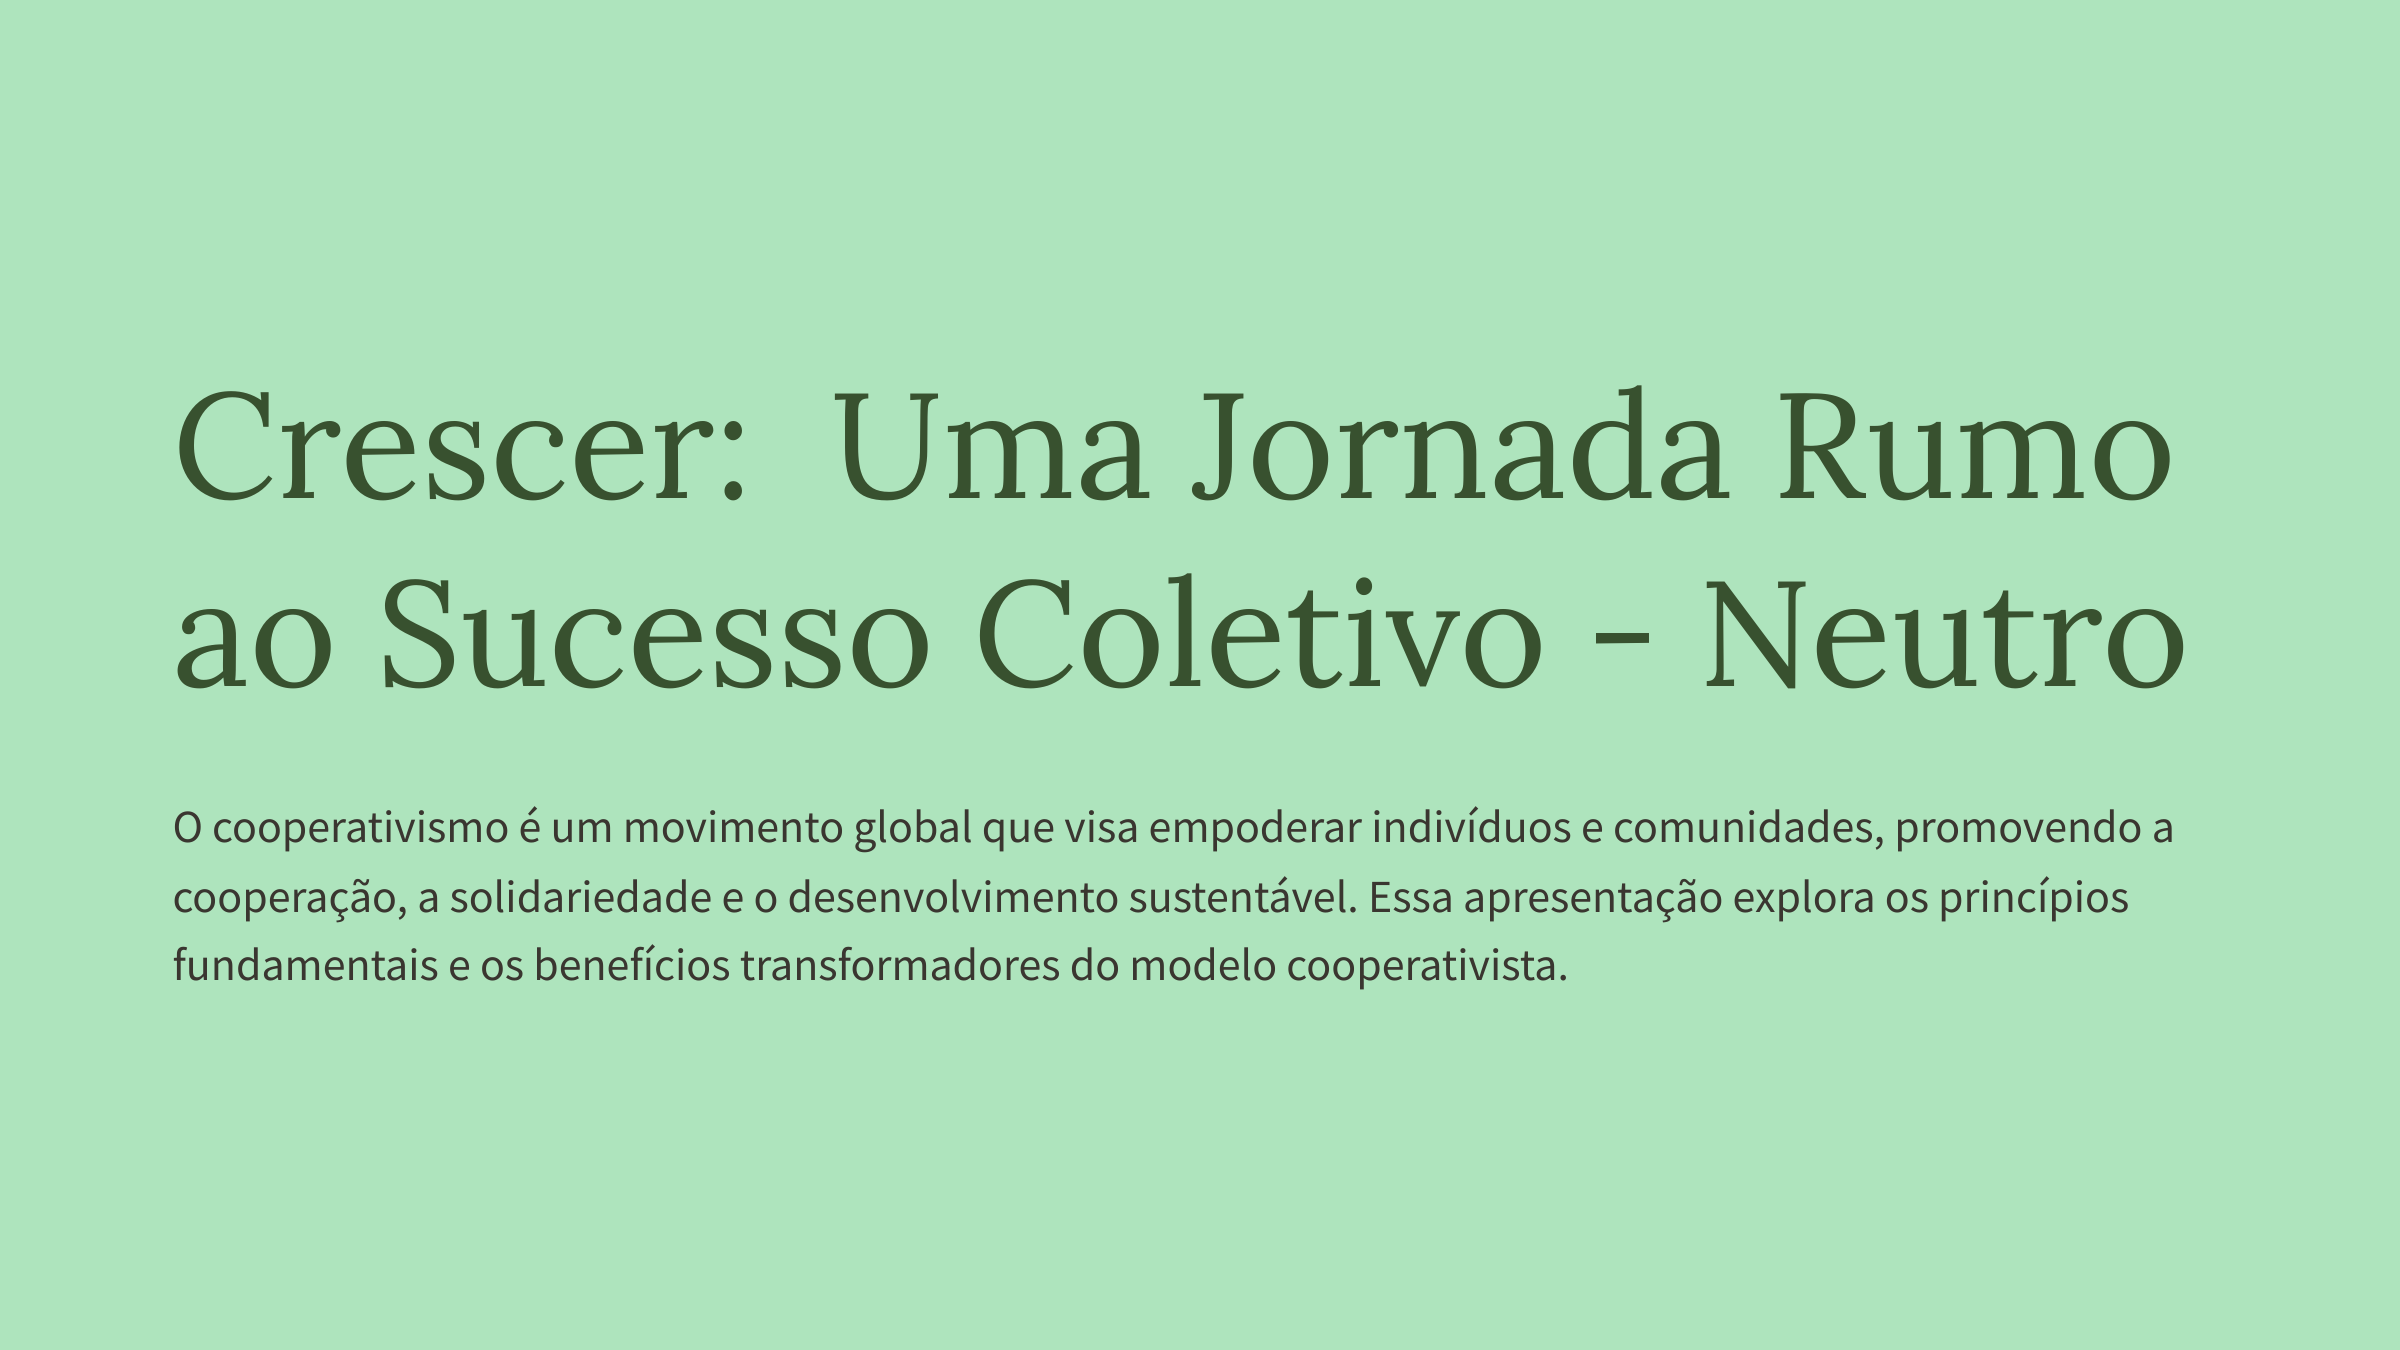 Crescer:  Uma Jornada Rumo
ao Sucesso Coletivo - Neutro
O cooperativismo é um movimento global que visa empoderar indivíduos e comunidades, promovendo a
cooperação, a solidariedade e o desenvolvimento sustentável. Essa apresentação explora os princípios
fundamentais e os benefícios transformadores do modelo cooperativista.